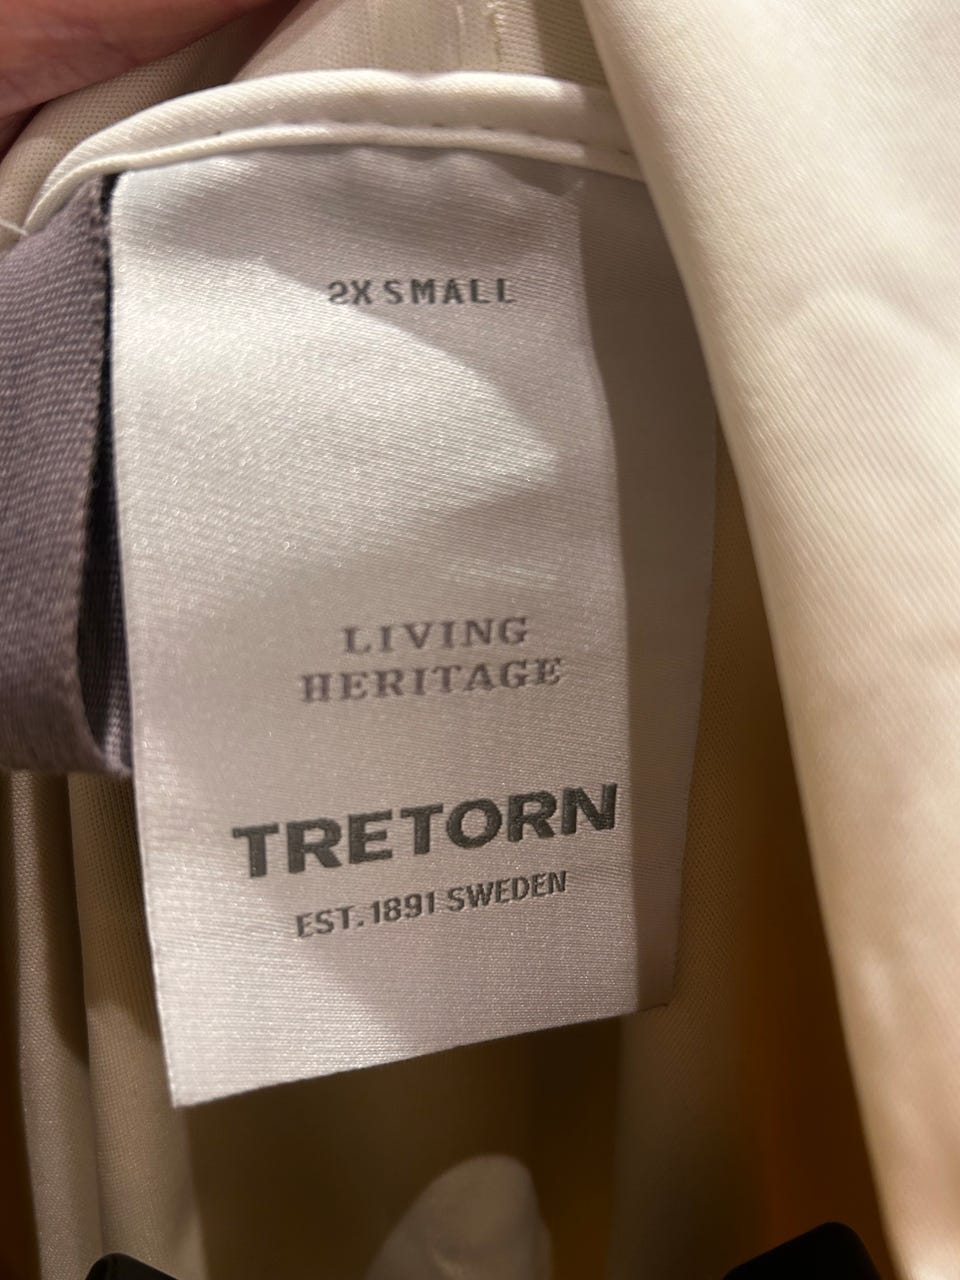 2X SMALL
LIVING
HERITAGE
TRETORN
EST. 1891 SWEDEN